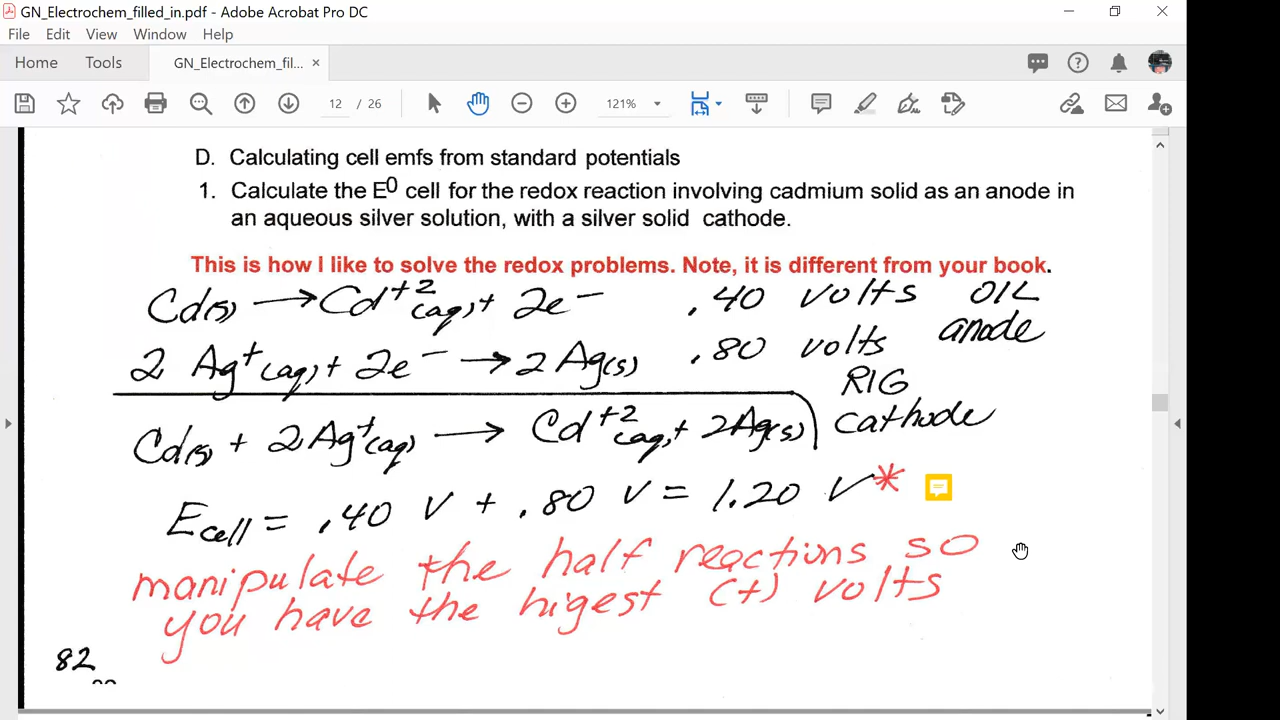 GN_Electrochem_filled_in.pdf - Adobe Acrobat Pro DC
File Edit View Window Help
Home Tools GN_Electrochem_fil... ×
12 / 26 121%
D. Calculating cell emfs from standard potentials
1. Calculate the E⁰ cell for the redox reaction involving cadmium solid as an anode in
an aqueous silver solution, with a silver solid cathode.
This is how I like to solve the redox problems. Note, it is different from your book.
Cd(s) → Cd⁺²(aq) + 2e⁻ .40 volts OIL
anode
2 Ag⁺(aq) + 2e⁻ → 2 Ag(s) .80 volts
RIG
cathode
Cd(s) + 2Ag⁺(aq) → Cd⁺²(aq) + 2Ag(s)
Ecell = .40 V + .80 V = 1.20 V*
manipulate the half reactions so
you have the higest (+) volts
82